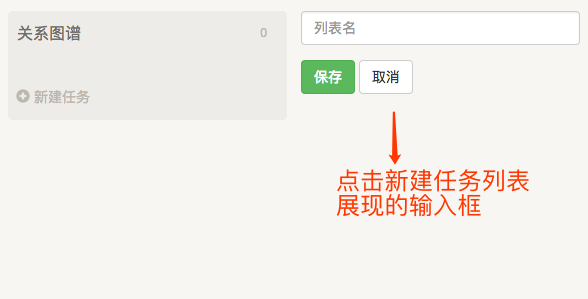 关系图谱 0
列表名
新建任务
保存 取消
点击新建任务列表
展现的输入框